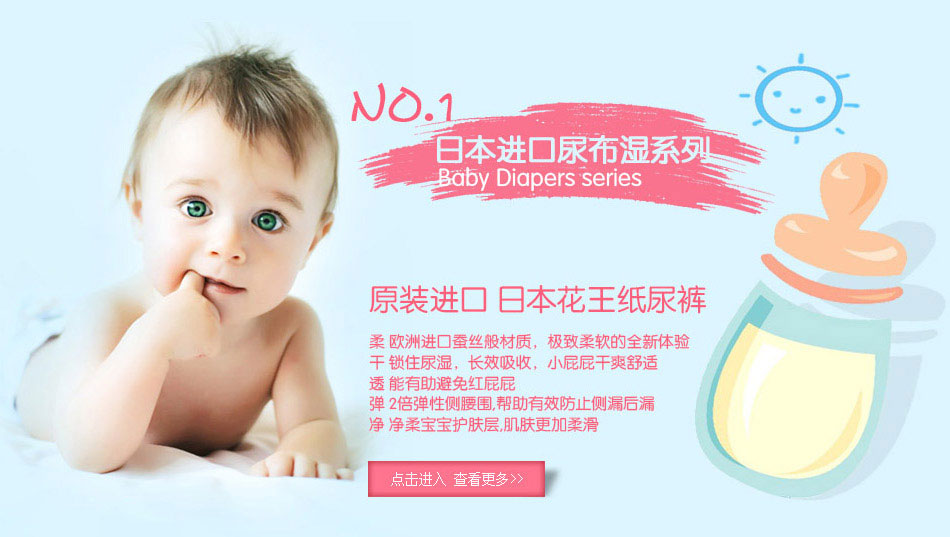 NO.1
日本进口尿布湿系列
Baby Diapers series
原装进口 日本花王纸尿裤
柔 欧洲进口蚕丝般材质，极致柔软的全新体验
干 锁住尿湿，长效吸收，小屁屁干爽舒适
透 能有助避免红屁屁
弹 2倍弹性侧腰围,帮助有效防止侧漏后漏
净 净柔宝宝护肤层,肌肤更加柔滑
点击进入 查看更多>>